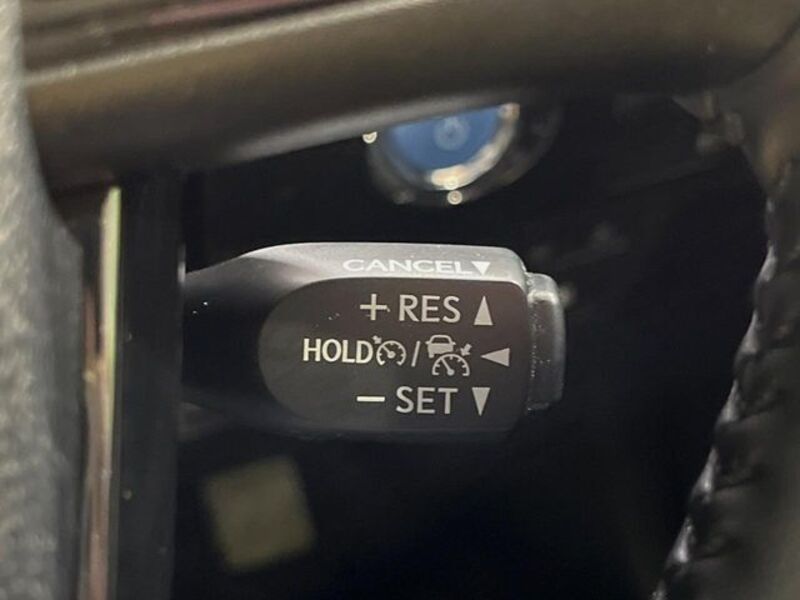 CANCEL▼
+ RES ▲
HOLD / ◀
− SET ▼